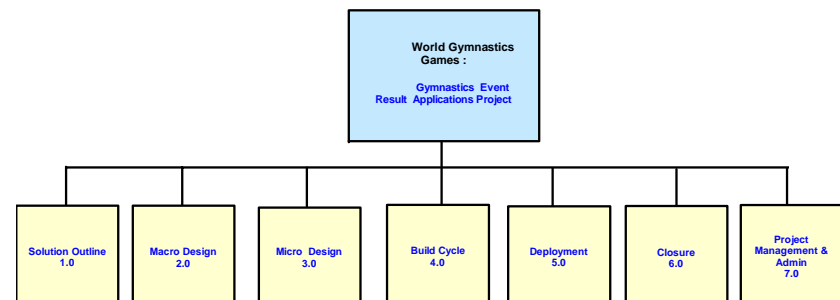 World Gymnastics
Games :
Gymnastics Event
Result Applications Project
Solution Outline
1.0
Macro Design
2.0
Micro Design
3.0
Build Cycle
4.0
Deployment
5.0
Closure
6.0
Project
Management &
Admin
7.0